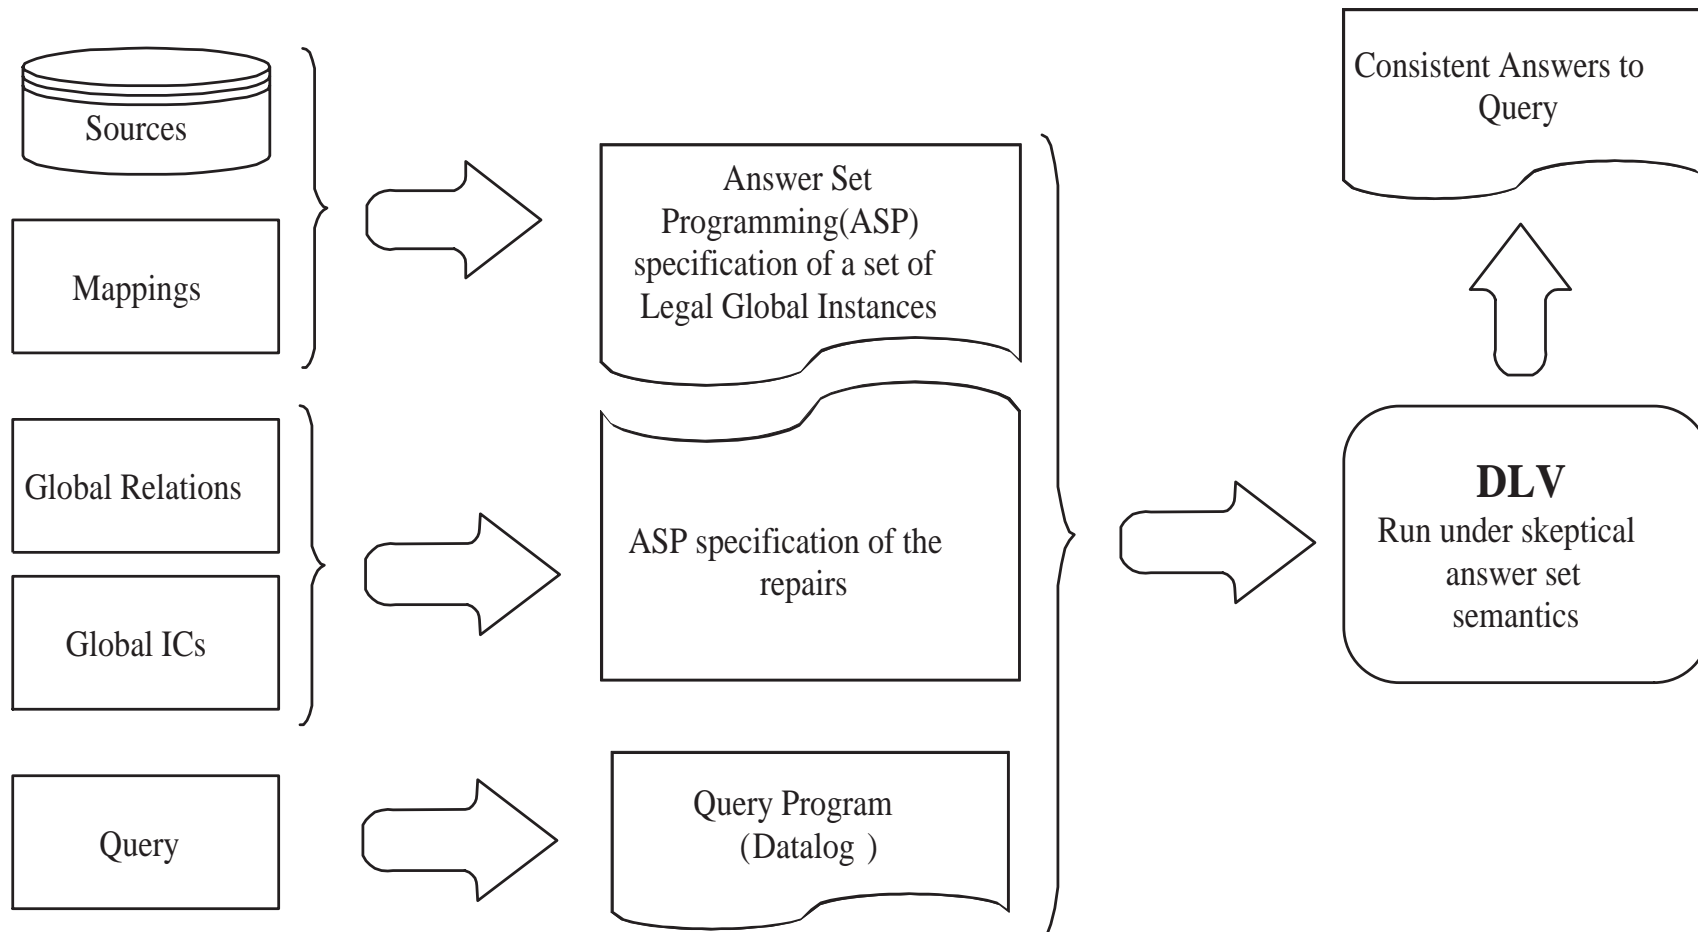 Sources
Mappings
Global Relations
Global ICs
Query
Answer Set
Programming(ASP)
specification of a set of
Legal Global Instances
ASP specification of the
repairs
Query Program
(Datalog )
DLV
Run under skeptical
answer set
semantics
Consistent Answers to
Query